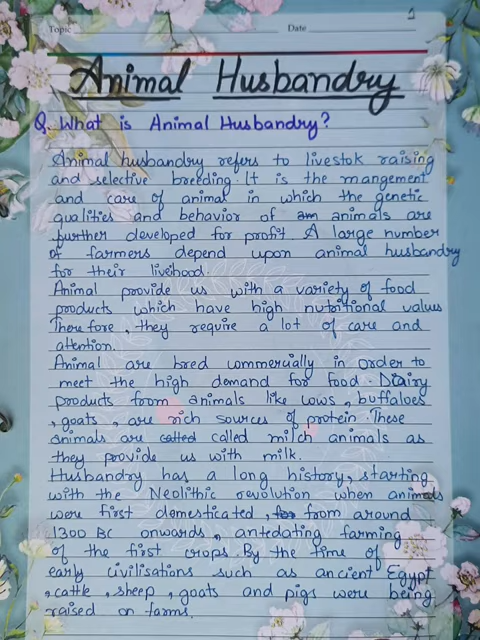 1
Topic
Date
Animal Husbandry
Q. What is Animal Husbandry?
Animal husbandry refers to livestok raising
and selective breeding. It is the mangement
and care of animal in which the genetic
qualities and behavior of animals are
further developed for profit. A large number
of farmers depend upon animal husbandry
for their livelhood.
Animal provide us with a variety of food
products which have high nutritional values
Therefore, they require a lot of care and
attention.
Animal are bred commercially in order to
meet the high demand for food. Diairy
products from animals like cows, buffaloes
, goats, are rich sources of protein. These
animals are called milch animals as
they provide us with milk.
Husbandry has a long history, starting
with the Neolithic revolution when animals
were first domesticated, from around
1300 BC onwards, antedating farming
of the first crops. By the time of
early civilisations such as ancient Egypt
, cattle, sheep, goats and pigs were being
raised on farms.